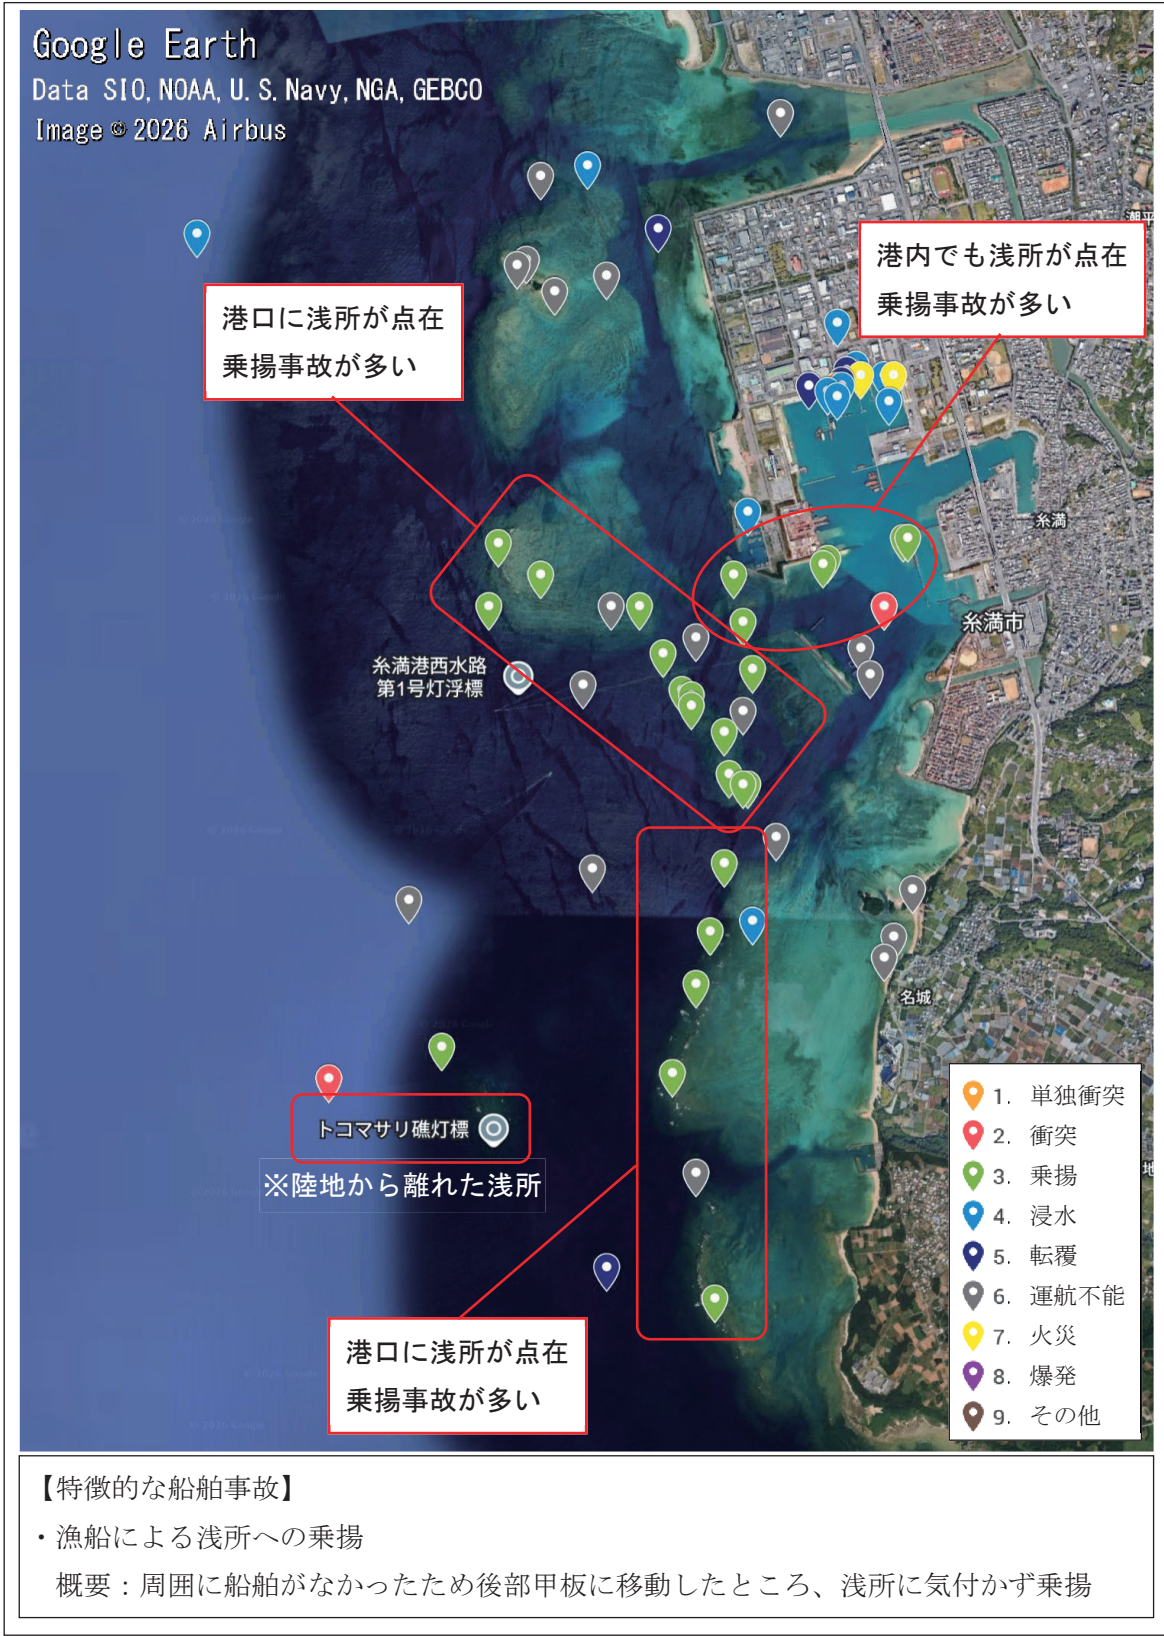 Google Earth
Data SIO, NOAA, U.S. Navy, NGA, GEBCO
Image © 2026 Airbus
潮平
港内でも浅所が点在
乗揚事故が多い
港口に浅所が点在
乗揚事故が多い
糸満
糸満市
糸満港西水路
第1号灯浮標
名城
トコマサリ礁灯標
※陸地から離れた浅所
地
港口に浅所が点在
乗揚事故が多い
1. 単独衝突
2. 衝突
3. 乗揚
4. 浸水
5. 転覆
6. 運航不能
7. 火災
8. 爆発
9. その他
【特徴的な船舶事故】
・漁船による浅所への乗揚
概要：周囲に船舶がなかったため後部甲板に移動したところ、浅所に気付かず乗揚